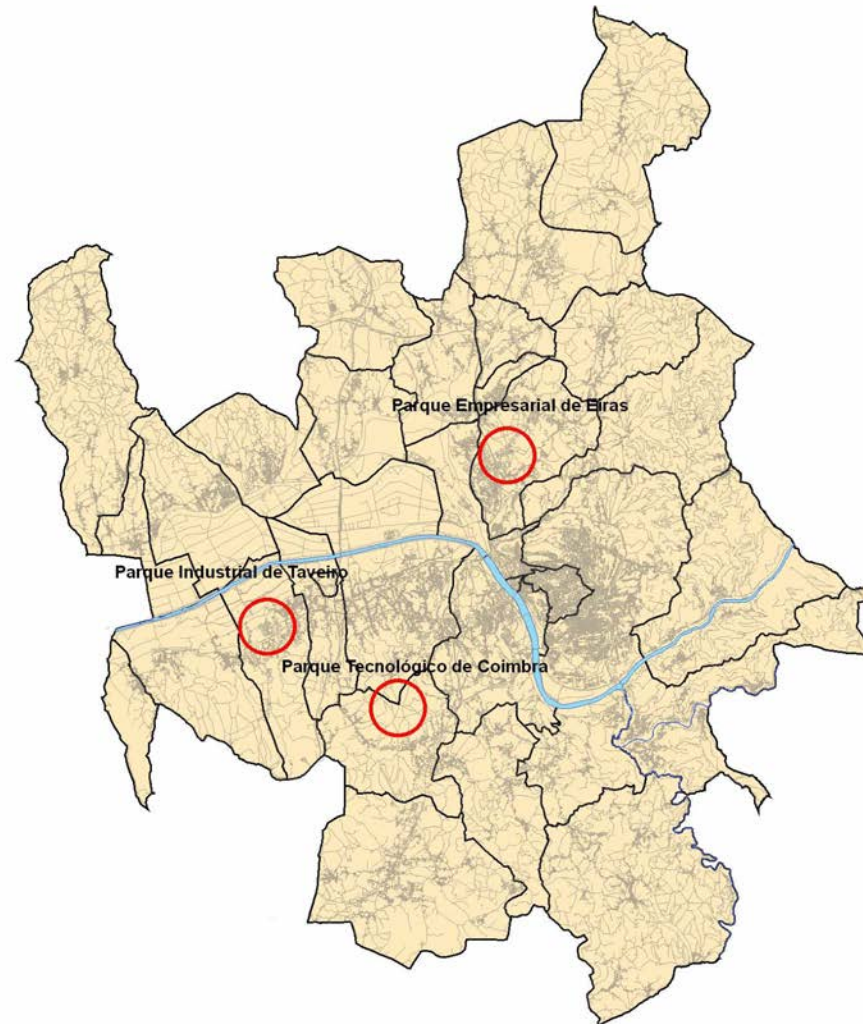 Parque Empresarial de Eiras
Parque Industrial de Taveiro
Parque Tecnológico de Coimbra